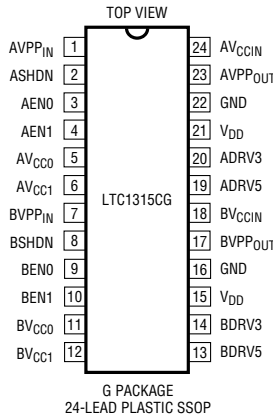 TOP VIEW
AVPPIN 1 24 AVCCIN
ASHDN 2 23 AVPPOUT
AEN0 3 22 GND
AEN1 4 21 VDD
AVCC0 5 20 ADRV3
AVCC1 6 19 ADRV5
LTC1315CG
BVPPIN 7 18 BVCCIN
BSHDN 8 17 BVPPOUT
BEN0 9 16 GND
BEN1 10 15 VDD
BVCC0 11 14 BDRV3
BVCC1 12 13 BDRV5
G PACKAGE
24-LEAD PLASTIC SSOP